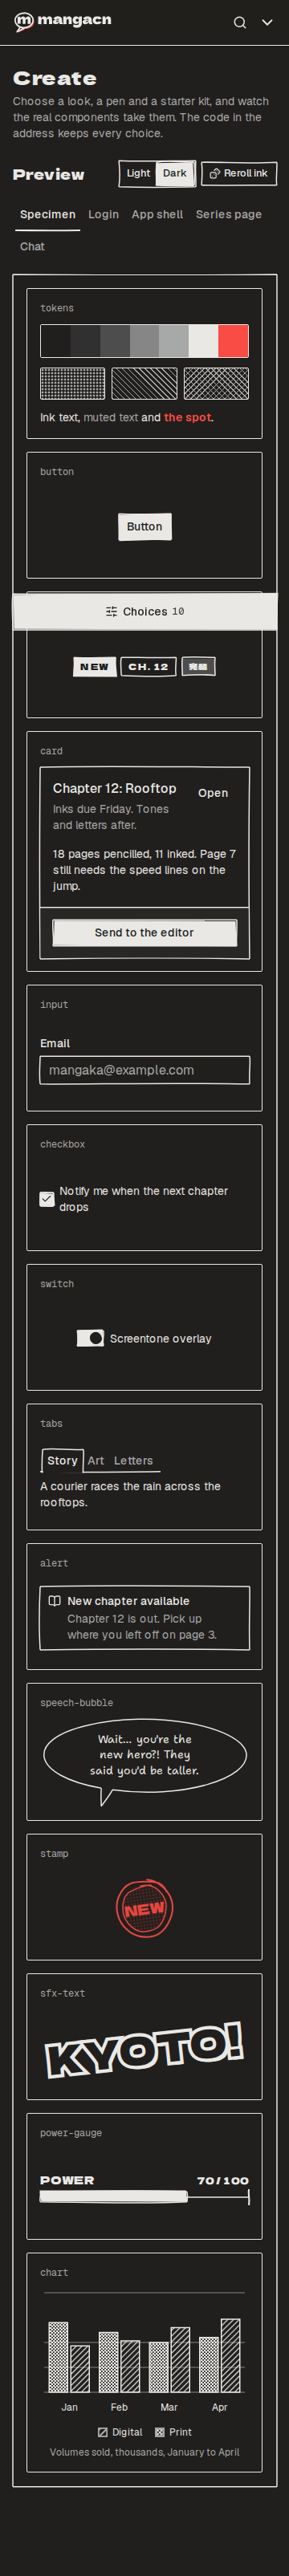 mangacn
Create
Choose a look, a pen and a starter kit, and watch
the real components take them. The code in the
address keeps every choice.
Preview
Light Dark Reroll ink
Specimen Login App shell Series page
Chat
tokens
Ink text, muted text and the spot.
button
Button
Choices 10
NEW CH. 12 完結
card
Chapter 12: Rooftop
Open
Inks due Friday. Tones
and letters after.
18 pages pencilled, 11 inked. Page 7
still needs the speed lines on the
jump.
Send to the editor
input
Email
mangaka@example.com
checkbox
Notify me when the next chapter
drops
switch
Screentone overlay
tabs
Story Art Letters
A courier races the rain across the
rooftops.
alert
New chapter available
Chapter 12 is out. Pick up
where you left off on page 3.
speech-bubble
Wait... you're the
new hero?! They
said you'd be taller.
stamp
NEW
sfx-text
KYOTO!
power-gauge
POWER 70/100
chart
Jan Feb Mar Apr
Digital Print
Volumes sold, thousands, January to April